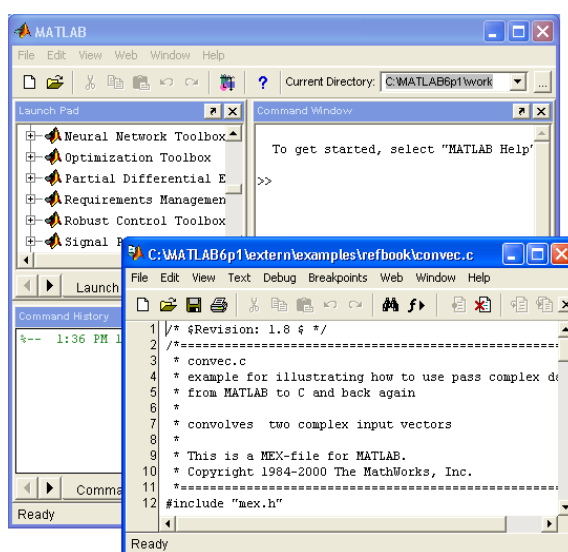 MATLAB
File Edit View Web Window Help
? Current Directory: C:\MATLAB6p1\work ...
Launch Pad
Neural Network Toolbox
Optimization Toolbox
Partial Differential E
Requirements Managemen
Robust Control Toolbox
Signal P
Launch
Command Window
To get started, select "MATLAB Help"
>>
Command History
%-- 1:36 PM 1
Comma
Ready
C:\MATLAB6p1\extern\examples\refbook\convec.c
File Edit View Text Debug Breakpoints Web Window Help
1 /* $Revision: 1.8 $ */
2 /*=====================================================
3 * convec.c
4 * example for illustrating how to use pass complex da
5 * from MATLAB to C and back again
6 *
7 * convolves  two complex input vectors
8 *
9 * This is a MEX-file for MATLAB.
10 * Copyright 1984-2000 The MathWorks, Inc.
11 *=====================================================
12 #include "mex.h"
Ready